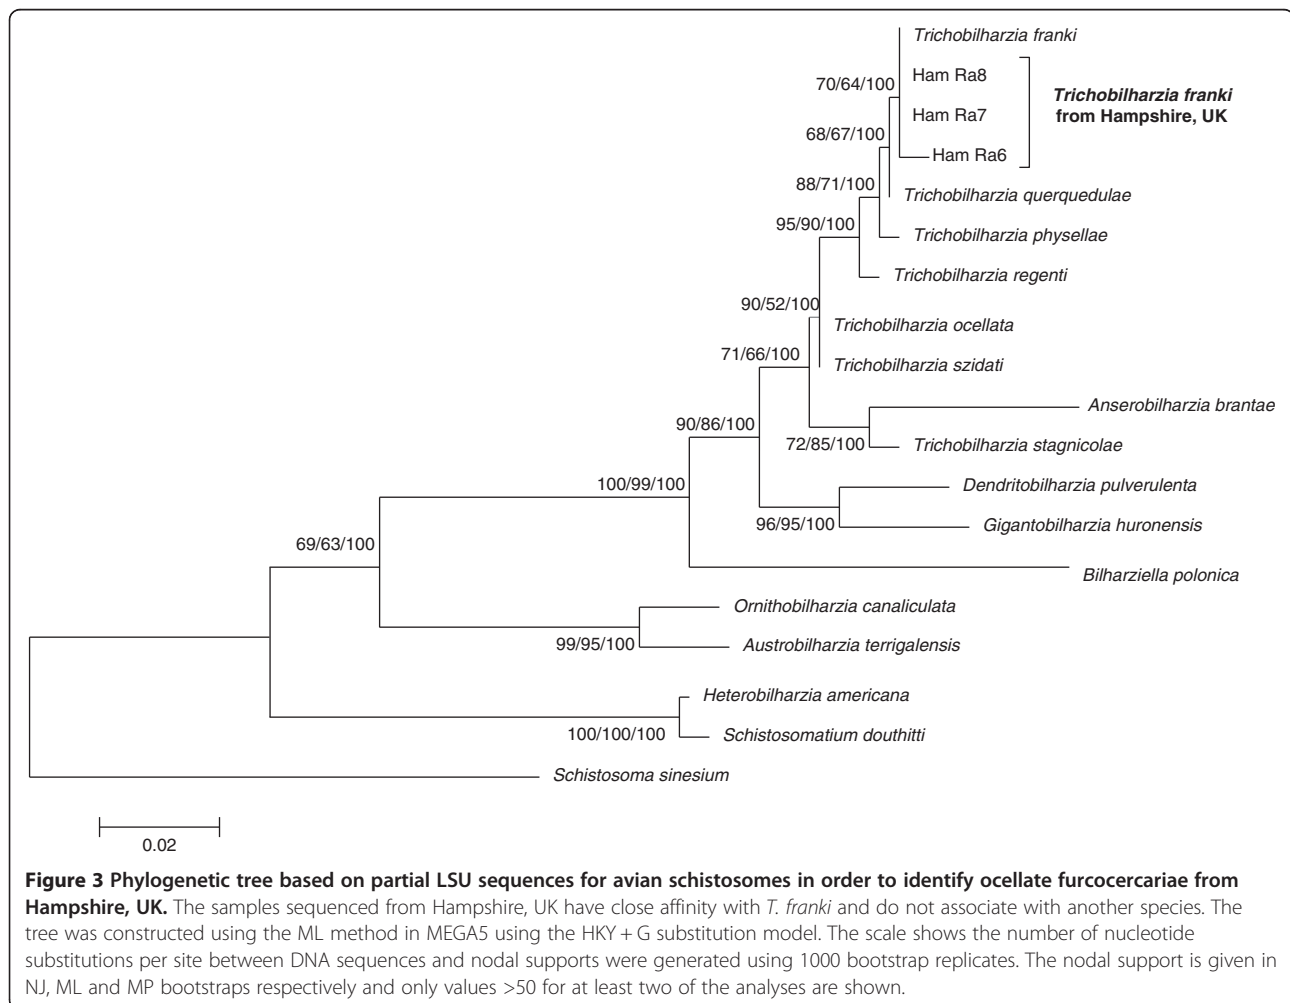 Trichobilharzia franki
Ham Ra8
70/64/100
Trichobilharzia franki
from Hampshire, UK
Ham Ra7
68/67/100
Ham Ra6
88/71/100
Trichobilharzia querquedulae
95/90/100
Trichobilharzia physellae
Trichobilharzia regenti
90/52/100
Trichobilharzia ocellata
71/66/100
Trichobilharzia szidati
Anserobilharzia brantae
90/86/100
72/85/100
Trichobilharzia stagnicolae
100/99/100
Dendritobilharzia pulverulenta
96/95/100
Gigantobilharzia huronensis
69/63/100
Bilharziella polonica
Ornithobilharzia canaliculata
99/95/100
Austrobilharzia terrigalensis
Heterobilharzia americana
100/100/100
Schistosomatium douthitti
Schistosoma sinesium
0.02
Figure 3 Phylogenetic tree based on partial LSU sequences for avian schistosomes in order to identify ocellate furcocercariae from
Hampshire, UK. The samples sequenced from Hampshire, UK have close affinity with T. franki and do not associate with another species. The
tree was constructed using the ML method in MEGA5 using the HKY + G substitution model. The scale shows the number of nucleotide
substitutions per site between DNA sequences and nodal supports were generated using 1000 bootstrap replicates. The nodal support is given in
NJ, ML and MP bootstraps respectively and only values >50 for at least two of the analyses are shown.